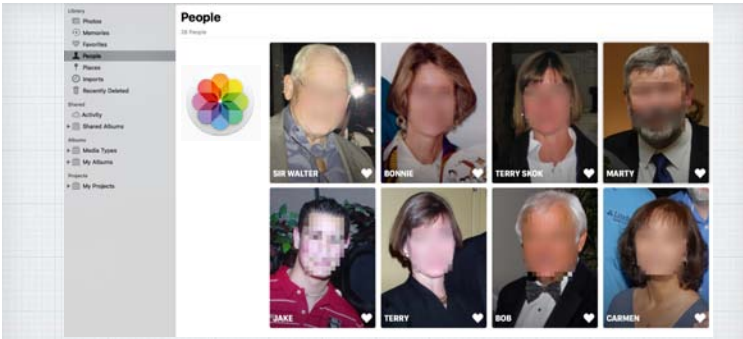 Library
Photos
Memories
Favorites
People
Places
Imports
Recently Deleted
Shared
Activity
Shared Albums
Albums
Media Types
My Albums
Projects
My Projects
People
People
SIR WALTER
BONNIE
TERRY SKOK
MARTY
JAKE
TERRY
BOB
CARMEN